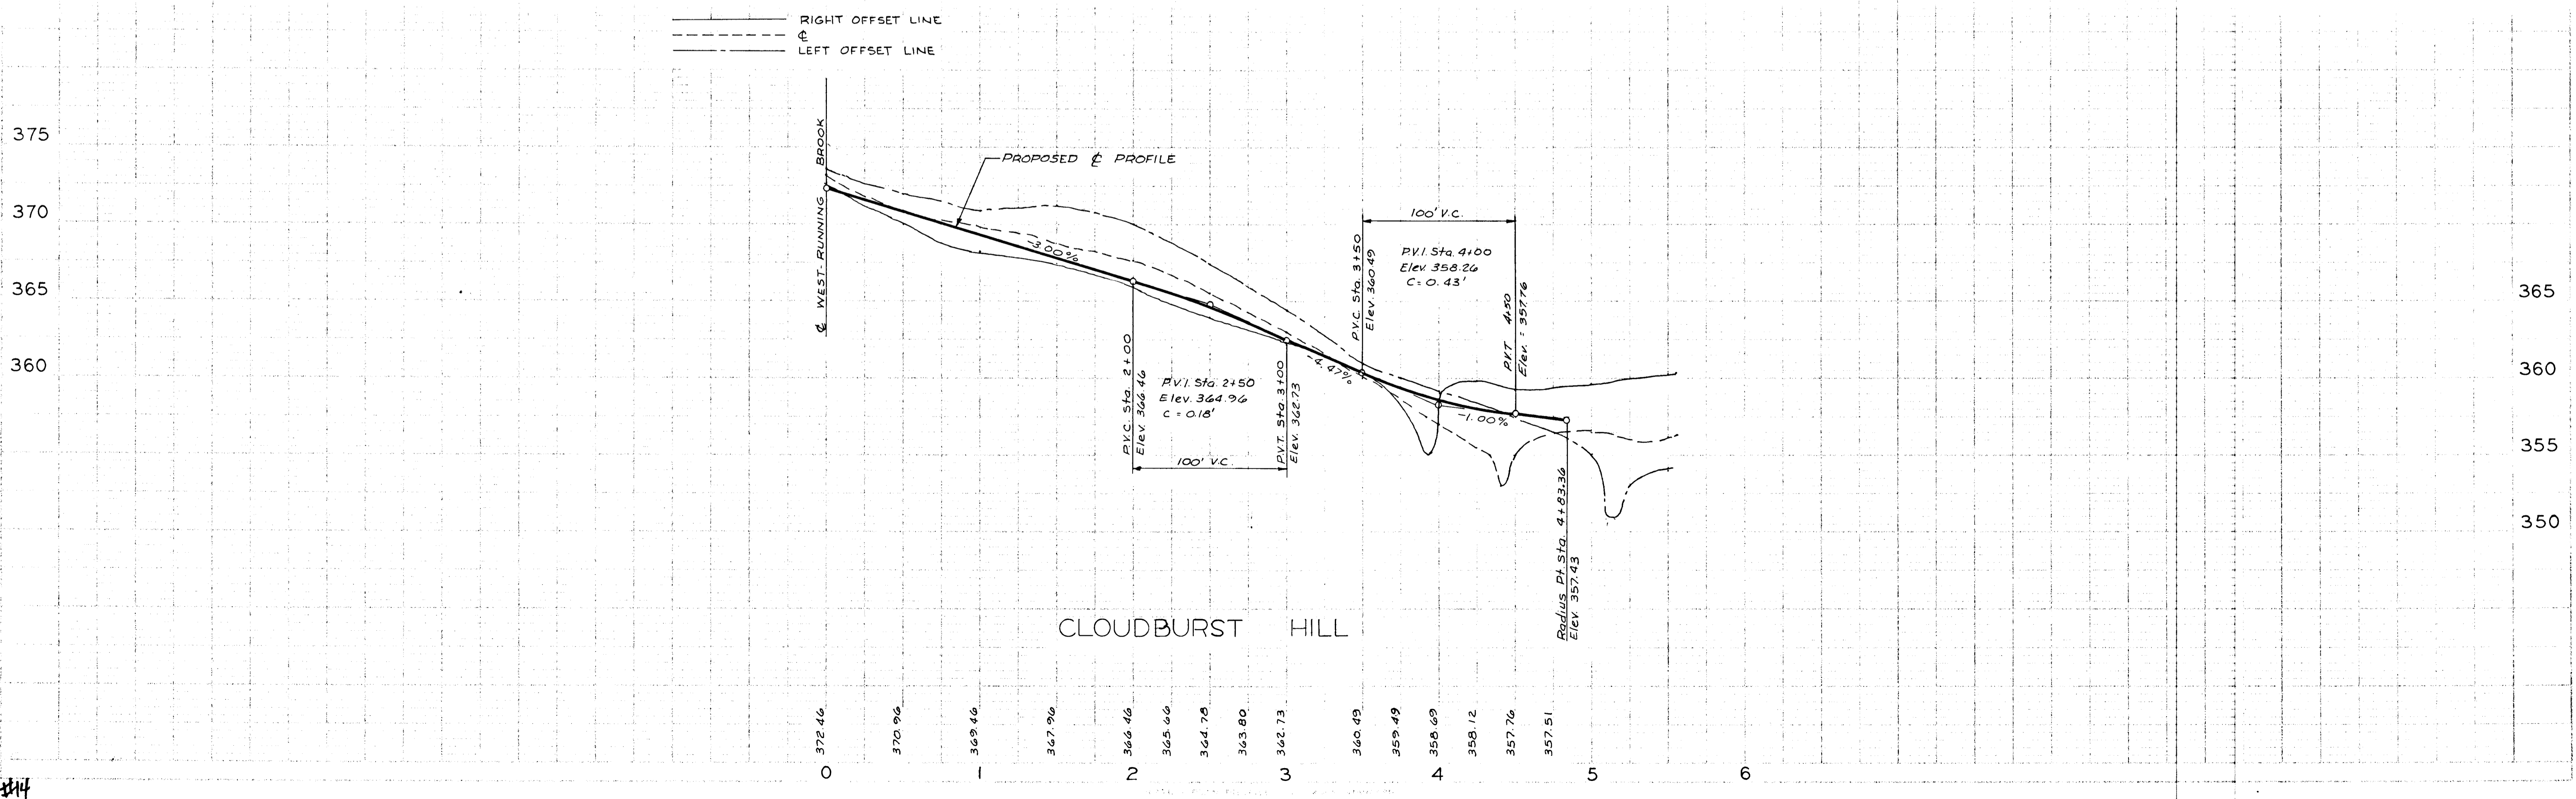 RIGHT OFFSET LINE
℄
LEFT OFFSET LINE
375
370
365
360
℄ WEST-RUNNING BROOK
PROPOSED ℄ PROFILE
-3.00%
P.V.C. Sta. 2+00
Elev. 366.46
P.V.I. Sta. 2+50
Elev. 364.96
C = 0.18'
100' V.C.
P.V.T. Sta. 3+00
Elev. 362.73
-4.47%
P.V.C. Sta. 3+50
Elev. 360.49
100' V.C.
P.V.I. Sta. 4+00
Elev. 358.26
C = 0.43'
P.V.T 4+50
Elev. = 357.76
-1.00%
Radius Pt. Sta. 4+83.36
Elev. 357.43
365
360
355
350
CLOUDBURST HILL
372.46
370.96
369.46
367.96
366.46
365.66
364.78
363.80
362.73
360.49
359.49
358.69
358.12
357.76
357.51
0 1 2 3 4 5 6
#14